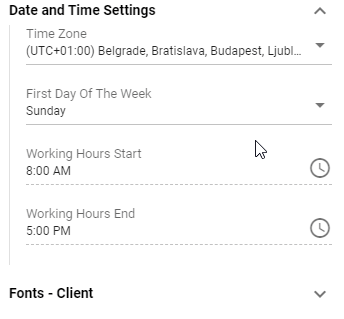 Date and Time Settings
Time Zone
(UTC+01:00) Belgrade, Bratislava, Budapest, Ljubl...
First Day Of The Week
Sunday
Working Hours Start
8:00 AM
Working Hours End
5:00 PM
Fonts - Client